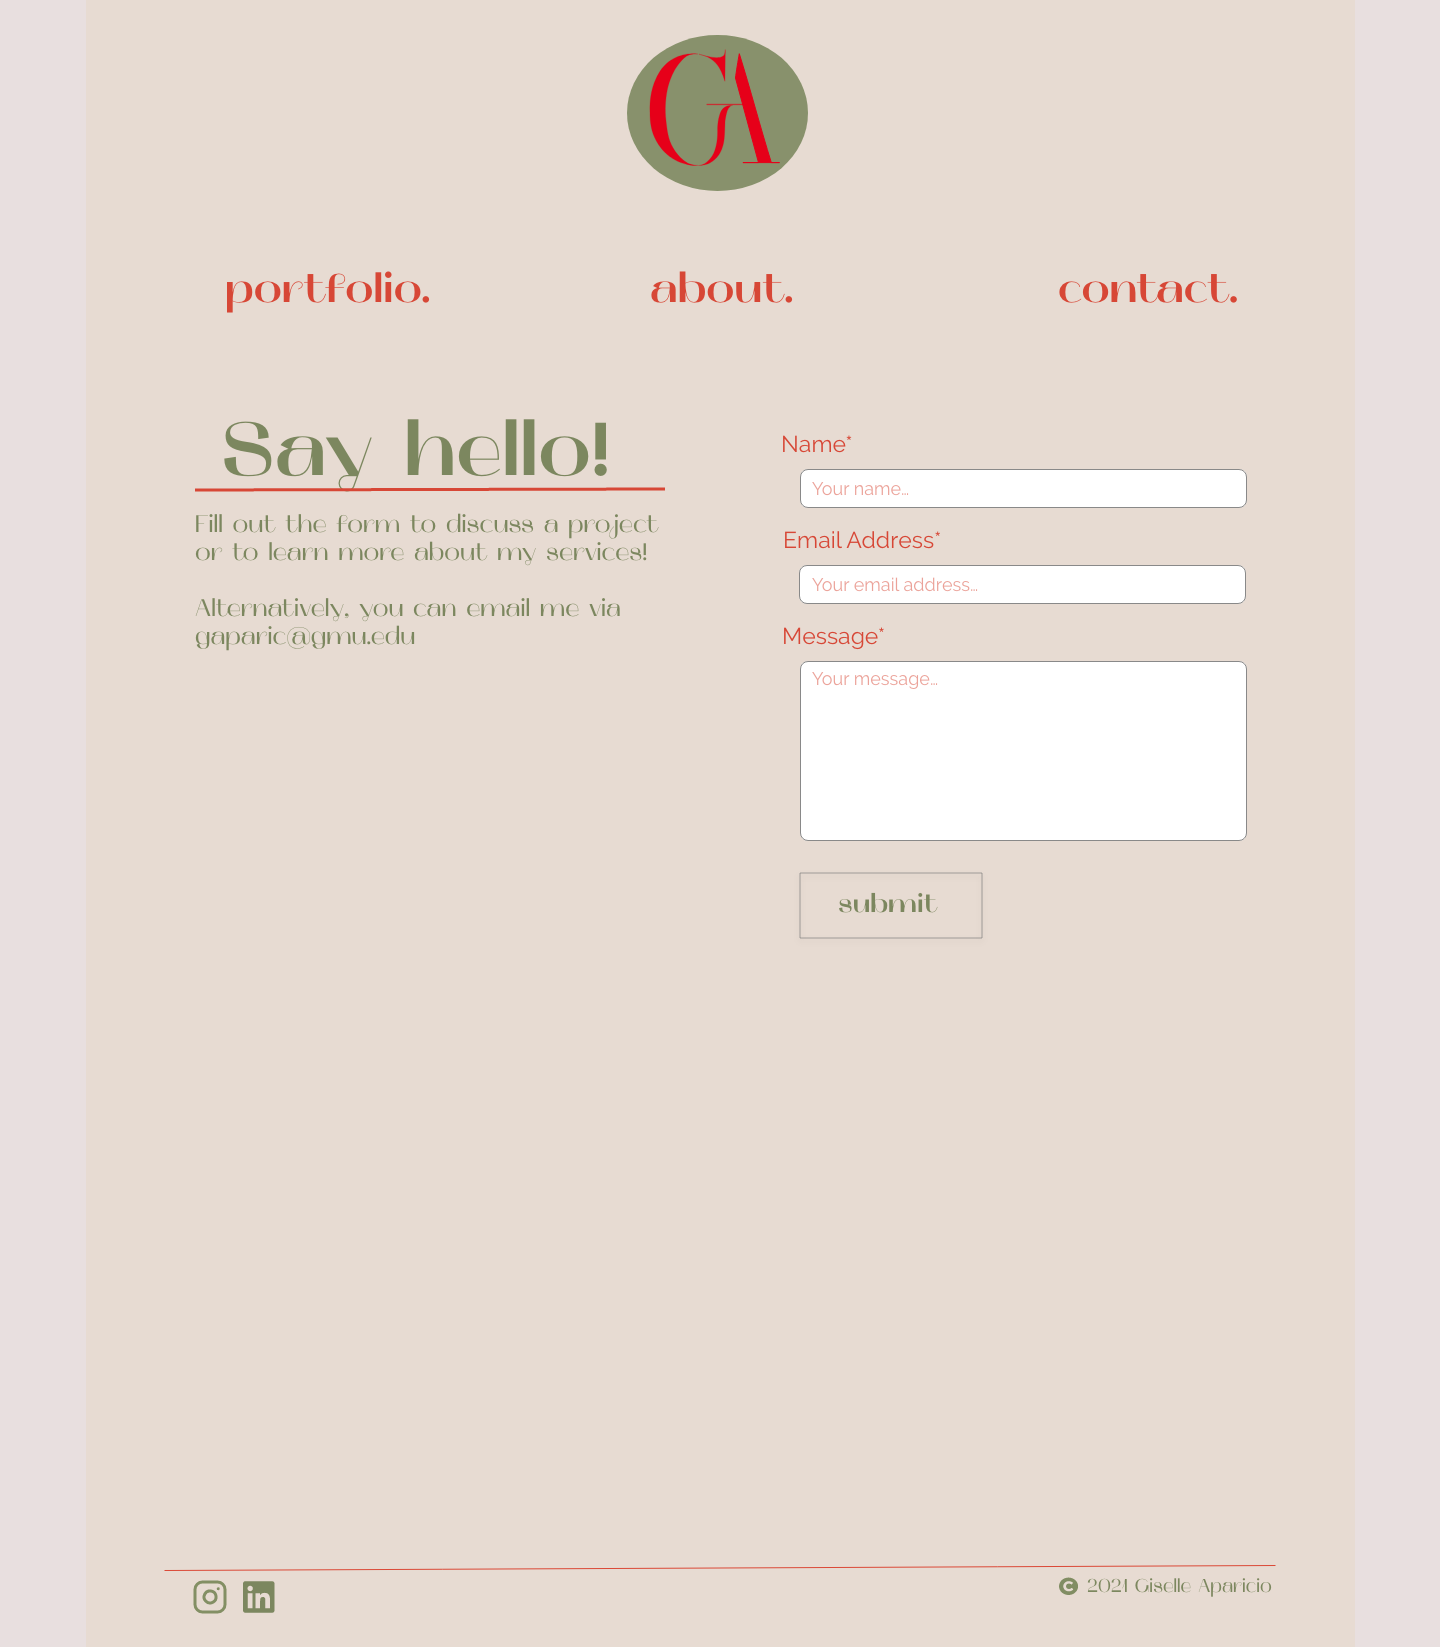 GA
portfolio.
about.
contact.
Say hello!
Fill out the form to discuss a project
or to learn more about my services!
Alternatively, you can email me via
gaparic@gmu.edu
Name*
Your name...
Email Address*
Your email address...
Message*
Your message...
submit
in
© 2021 Giselle Aparicio